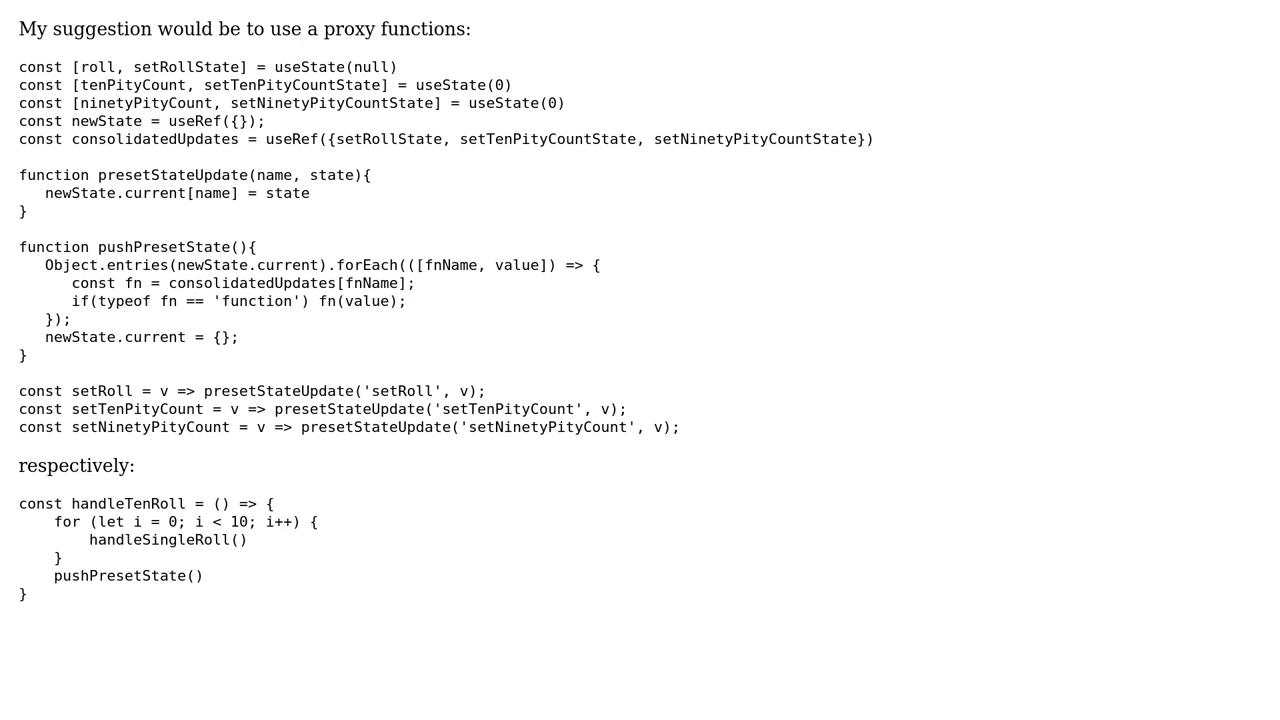 My suggestion would be to use a proxy functions:
const [roll, setRollState] = useState(null)
const [tenPityCount, setTenPityCountState] = useState(0)
const [ninetyPityCount, setNinetyPityCountState] = useState(0)
const newState = useRef({});
const consolidatedUpdates = useRef({setRollState, setTenPityCountState, setNinetyPityCountState})

function presetStateUpdate(name, state){
   newState.current[name] = state
}

function pushPresetState(){
   Object.entries(newState.current).forEach(([fnName, value]) => {
      const fn = consolidatedUpdates[fnName];
      if(typeof fn == 'function') fn(value);
   });
   newState.current = {};
}

const setRoll = v => presetStateUpdate('setRoll', v);
const setTenPityCount = v => presetStateUpdate('setTenPityCount', v);
const setNinetyPityCount = v => presetStateUpdate('setNinetyPityCount', v);
respectively:
const handleTenRoll = () => {
    for (let i = 0; i < 10; i++) {
        handleSingleRoll()
    }
    pushPresetState()
}